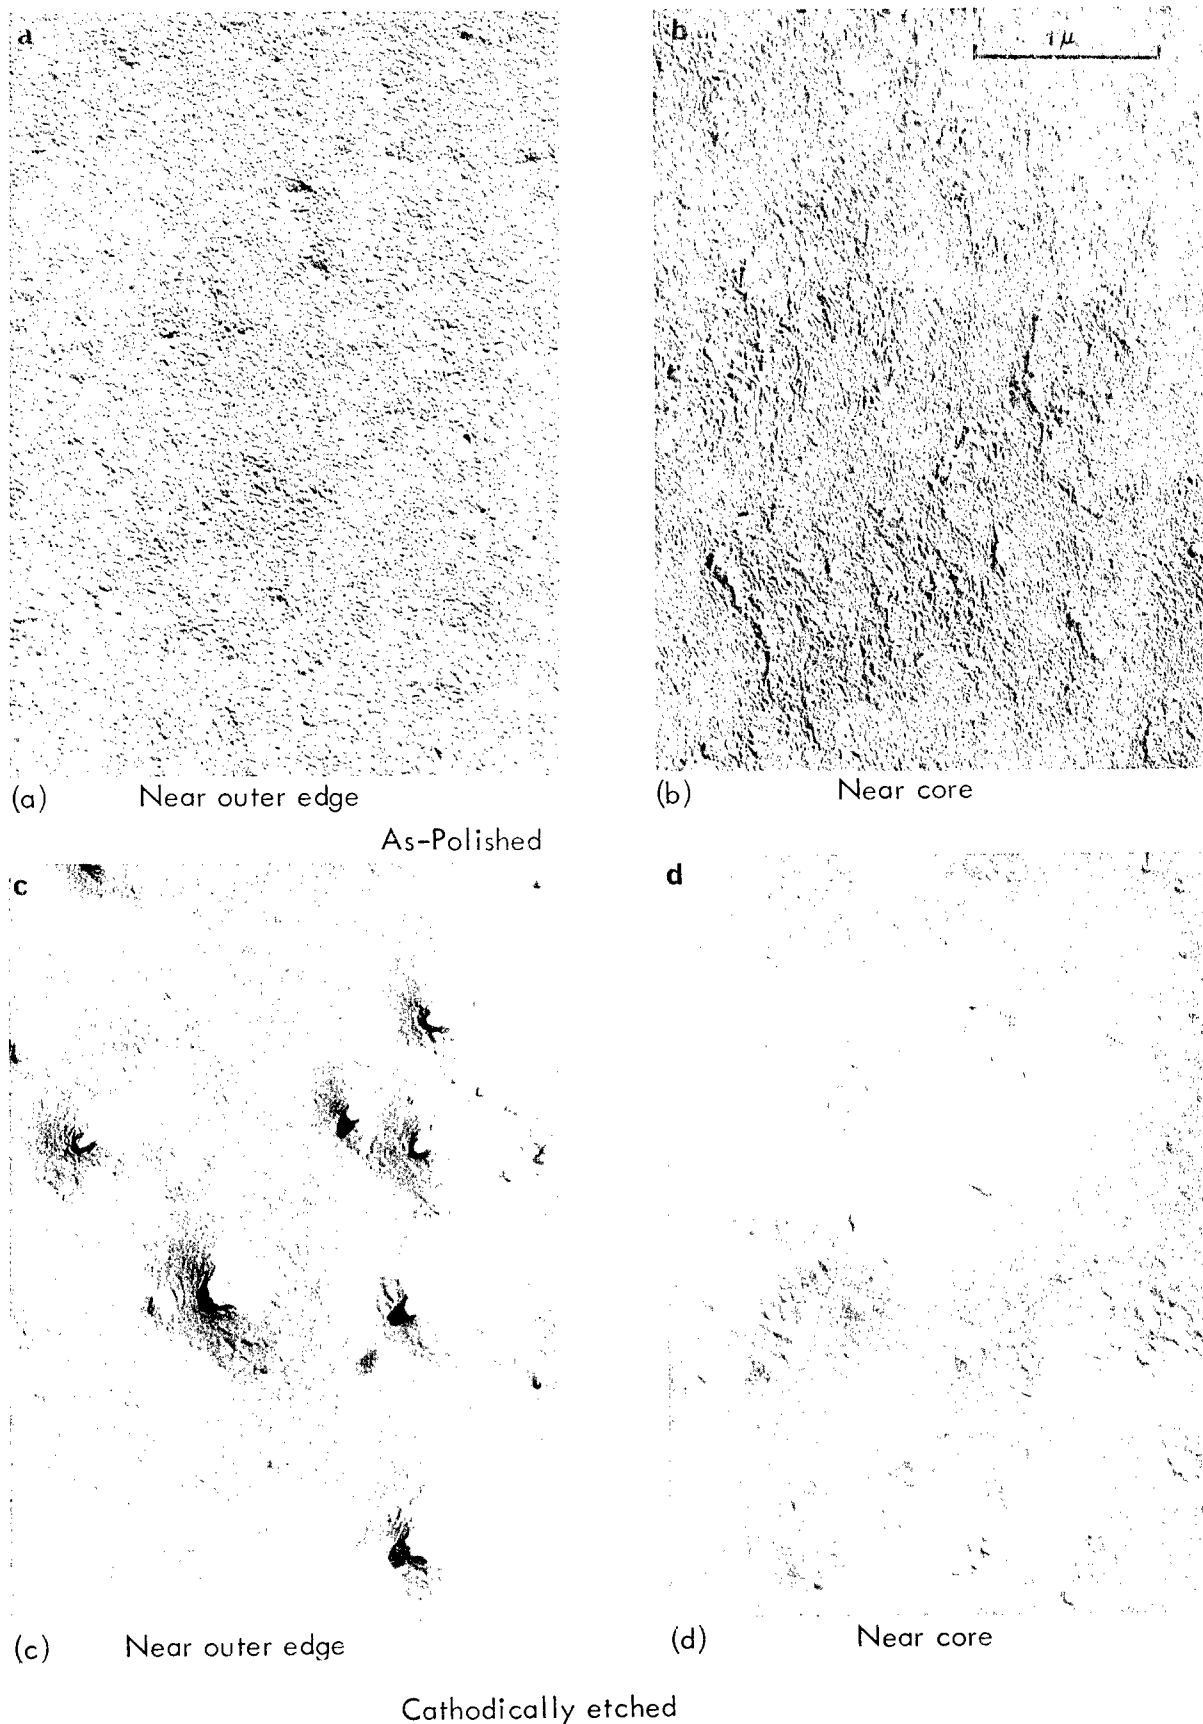 a
b
1μ
(a) Near outer edge
(b) Near core
As-Polished
c
d
(c) Near outer edge
(d) Near core
Cathodically etched